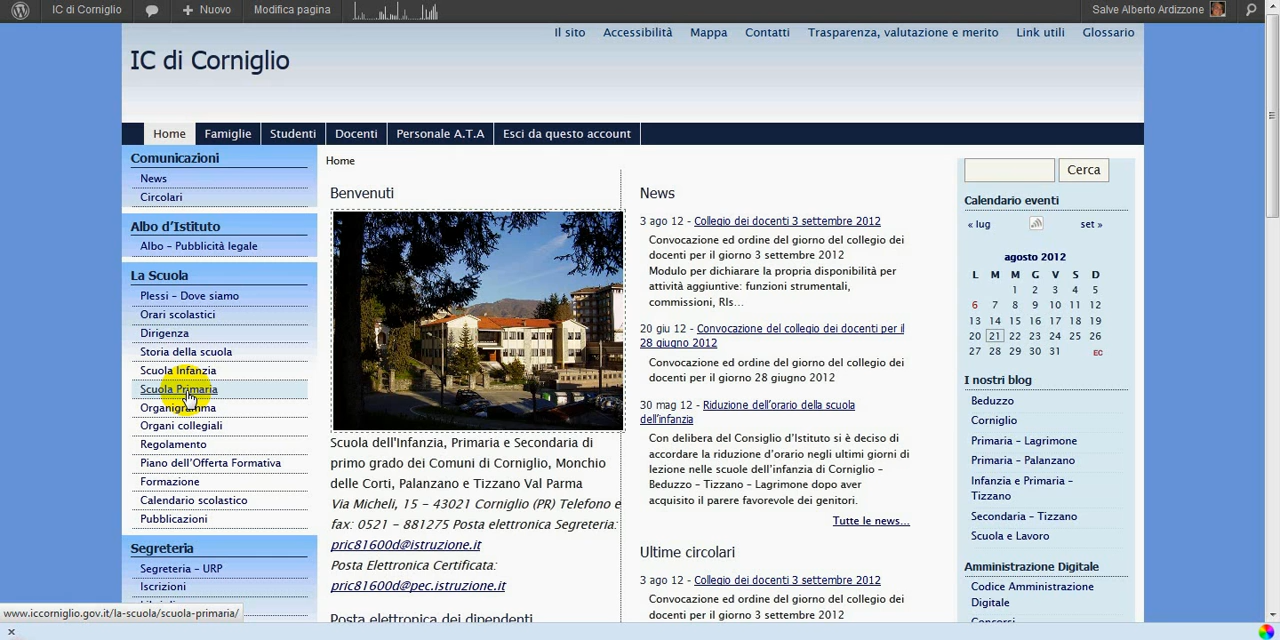 IC di Corniglio
Nuovo
Modifica pagina
Salve Alberto Ardizzone
Il sito
Accessibilità
Mappa
Contatti
Trasparenza, valutazione e merito
Link utili
Glossario
IC di Corniglio
Home
Famiglie
Studenti
Docenti
Personale A.T.A
Esci da questo account
Comunicazioni
News
Circolari
Albo d'Istituto
Albo – Pubblicità legale
La Scuola
Plessi – Dove siamo
Orari scolastici
Dirigenza
Storia della scuola
Scuola Infanzia
Scuola Primaria
Organigramma
Organi collegiali
Regolamento
Piano dell'Offerta Formativa
Formazione
Calendario scolastico
Pubblicazioni
Segreteria
Segreteria – URP
Iscrizioni
Home
Benvenuti
Scuola dell'Infanzia, Primaria e Secondaria di
primo grado dei Comuni di Corniglio, Monchio
delle Corti, Palanzano e Tizzano Val Parma
Via Micheli, 15 – 43021 Corniglio (PR) Telefono e
fax: 0521 – 881275 Posta elettronica Segreteria:
pric81600d@istruzione.it
Posta Elettronica Certificata:
pric81600d@pec.istruzione.it
Posta elettronica dei dipendenti
News
3 ago 12 - Collegio dei docenti 3 settembre 2012
Convocazione ed ordine del giorno del collegio dei
docenti per il giorno 3 settembre 2012
Modulo per dichiarare la propria disponibilità per
attività aggiuntive: funzioni strumentali,
commissioni, RIs...
20 giu 12 - Convocazione del collegio dei docenti per il
28 giugno 2012
Convocazione ed ordine del giorno del collegio dei
docenti per il giorno 28 giugno 2012
30 mag 12 - Riduzione dell'orario della scuola
dell'infanzia
Con delibera del Consiglio d'Istituto si è deciso di
accordare la riduzione d'orario negli ultimi giorni di
lezione nelle scuole dell'infanzia di Corniglio –
Beduzzo – Tizzano – Lagrimone dopo aver
acquisito il parere favorevole dei genitori.
Tutte le news...
Ultime circolari
3 ago 12 - Collegio dei docenti 3 settembre 2012
Convocazione ed ordine del giorno del collegio dei
docenti per il giorno 3 settembre 2012
Cerca
Calendario eventi
« lug
set »
agosto 2012
L M M G V S D
1 2 3 4 5
6 7 8 9 10 11 12
13 14 15 16 17 18 19
20 21 22 23 24 25 26
27 28 29 30 31 EC
I nostri blog
Beduzzo
Corniglio
Primaria – Lagrimone
Primaria – Palanzano
Infanzia e Primaria –
Tizzano
Secondaria – Tizzano
Scuola e Lavoro
Amministrazione Digitale
Codice Amministrazione
Digitale
www.iccorniglio.gov.it/la-scuola/scuola-primaria/